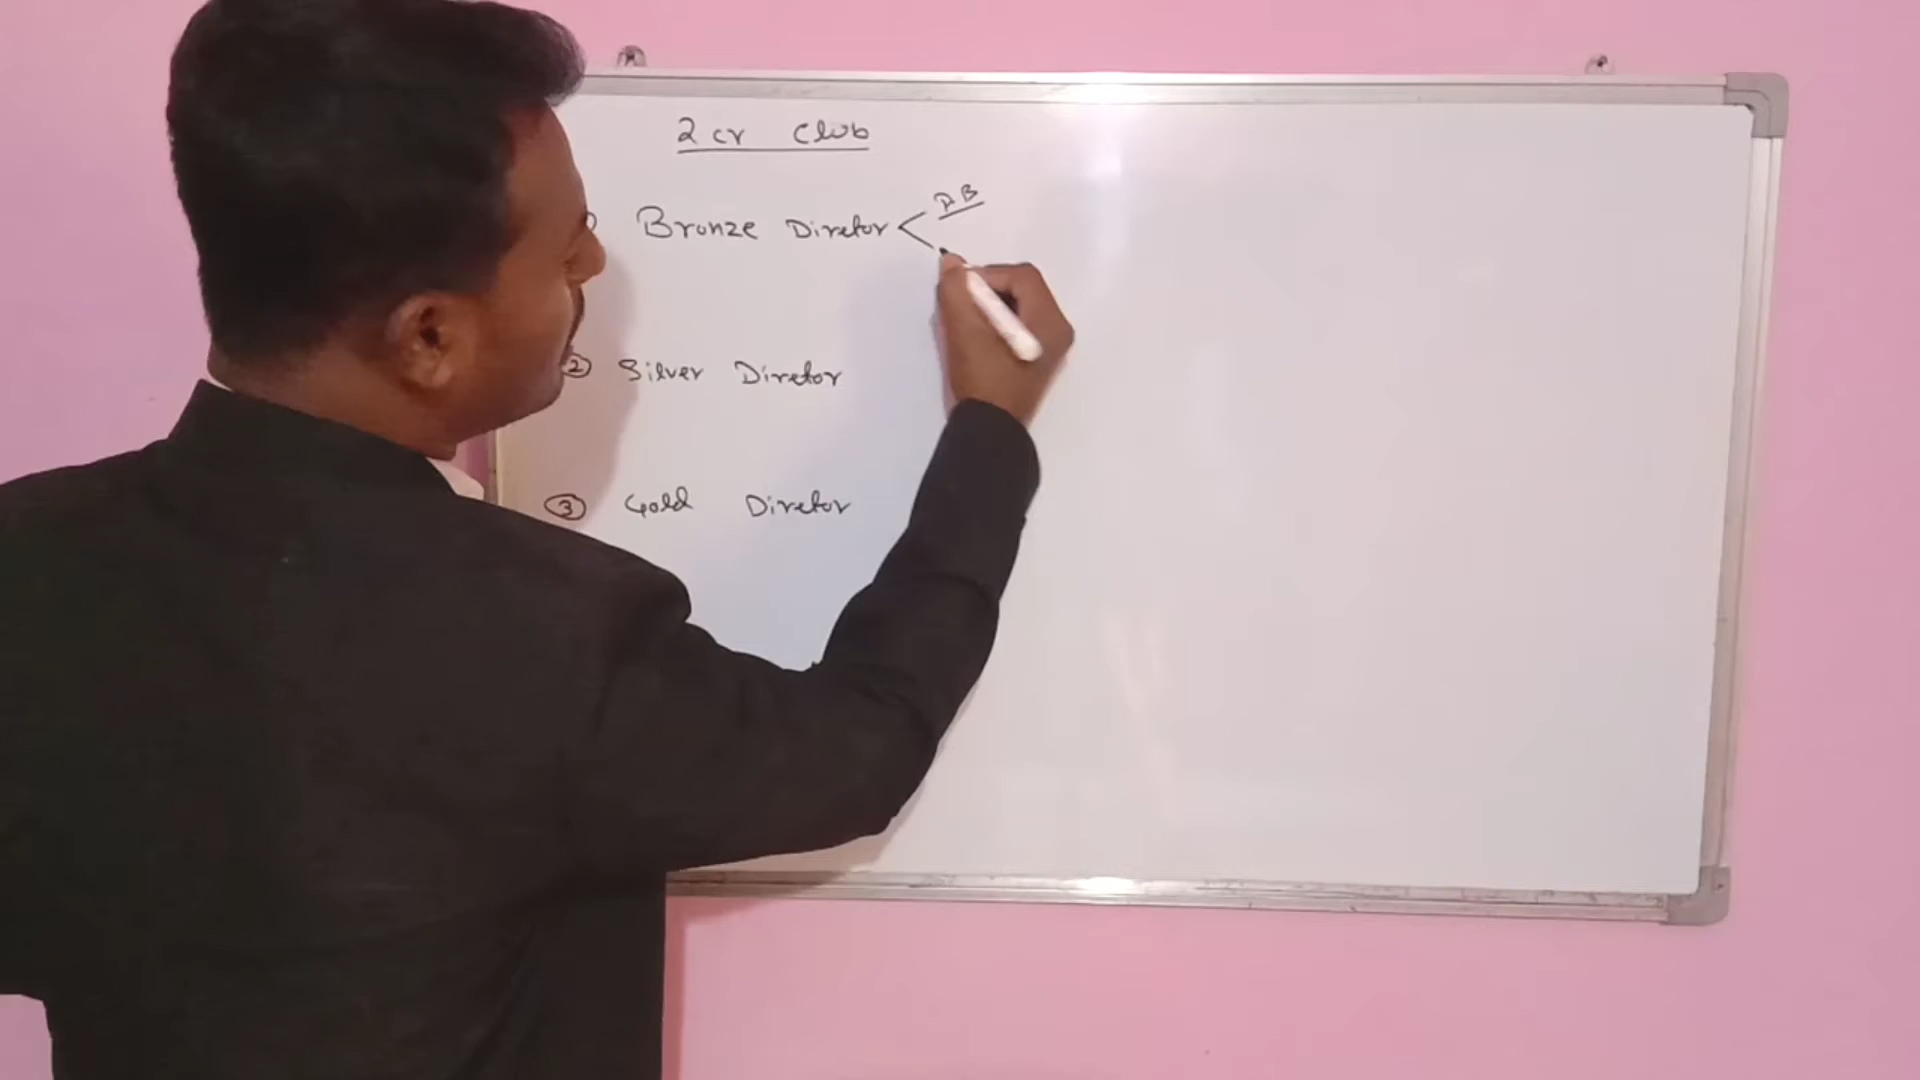 2 cr Club
Bronze Diretor
② Silver Diretor
③ Gold Diretor